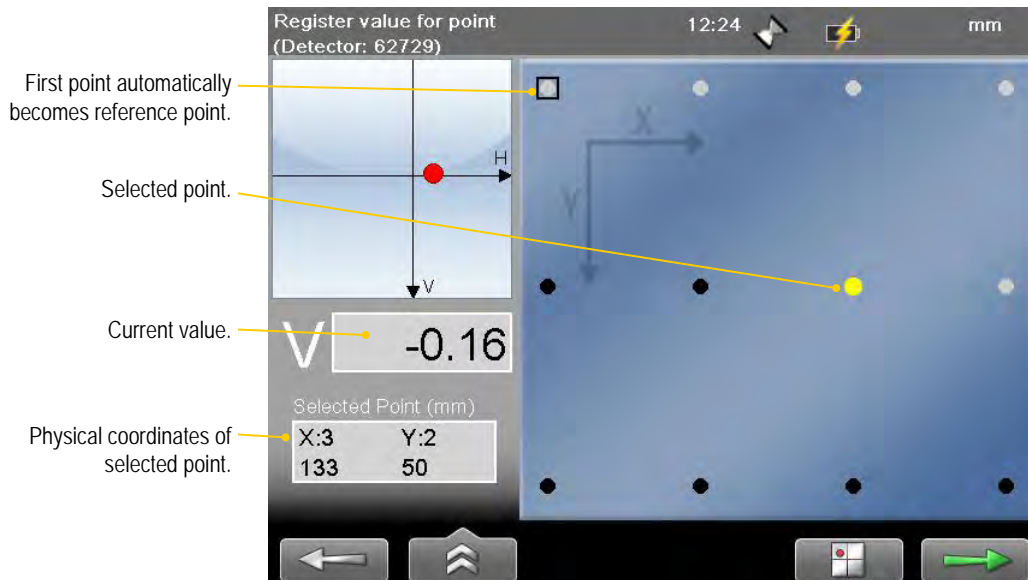 Register value for point
(Detector: 62729)
12:24
mm
First point automatically
becomes reference point.
H
X
Selected point.
Y
V
Current value.
V
-0.16
Selected Point (mm)
Physical coordinates of
selected point.
X:3 Y:2
133 50